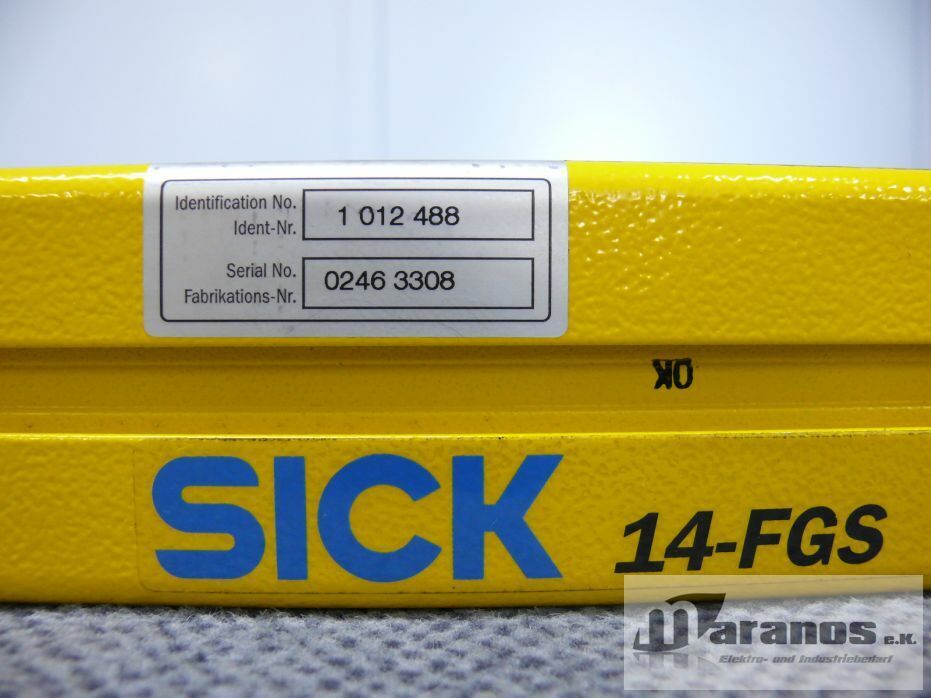 Identification No.
Ident-Nr.
1 012 488
Serial No.
Fabrikations-Nr.
0246 3308
OK
SICK
14-FGS
Maranos e.K.
Elektro- und Industriebedarf